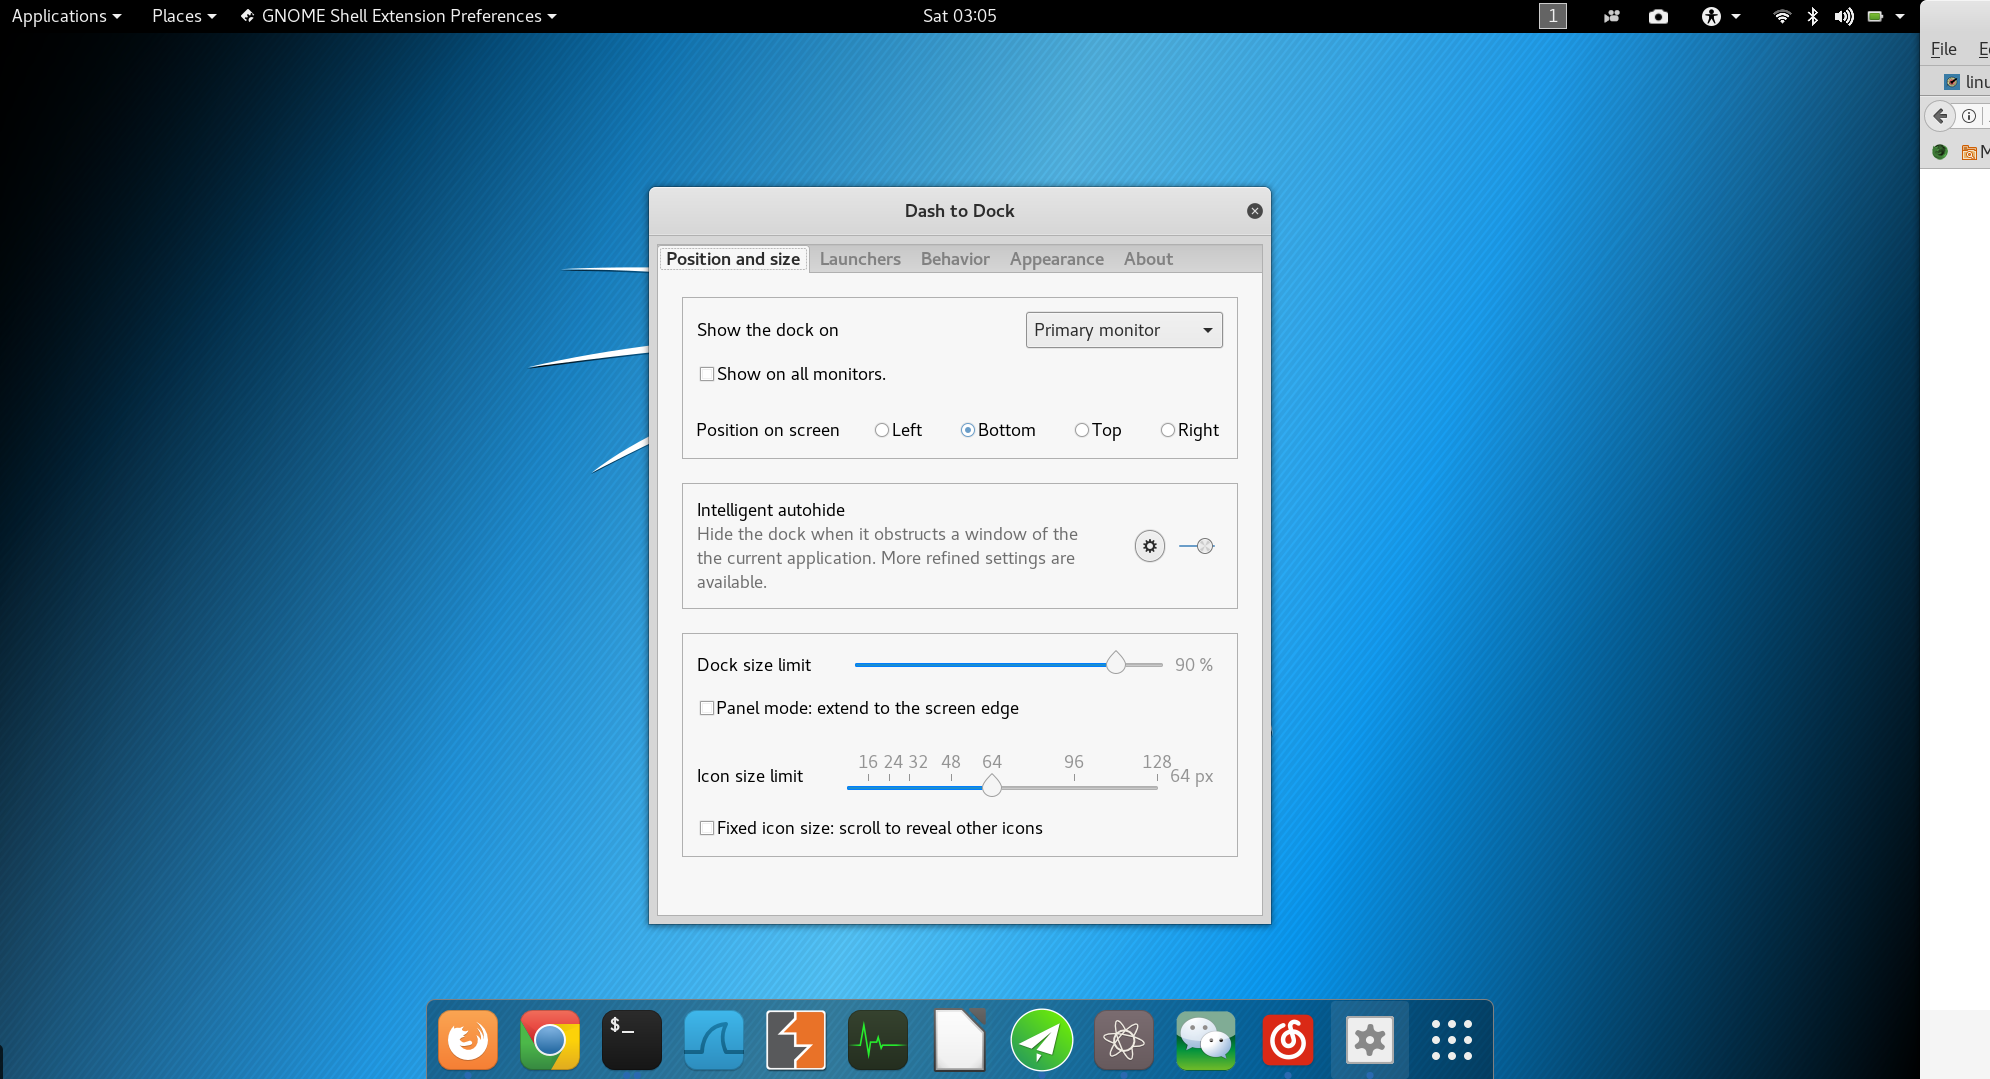 Applications Places GNOME Shell Extension Preferences Sat 03:05 1
File
linu
M
Dash to Dock
Position and size Launchers Behavior Appearance About
Show the dock on Primary monitor
Show on all monitors.
Position on screen Left Bottom Top Right
Intelligent autohide
Hide the dock when it obstructs a window of the
the current application. More refined settings are
available.
Dock size limit 90 %
Panel mode: extend to the screen edge
16 24 32 48 64 96 128
Icon size limit 64 px
Fixed icon size: scroll to reveal other icons
$_